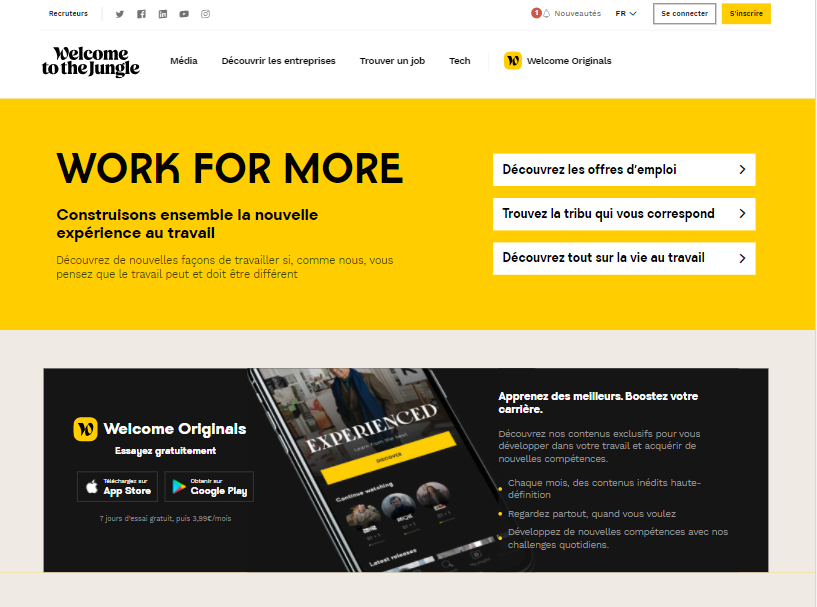 Recruteurs
1 Nouveautés FR Se connecter S'inscrire
Welcome
to the Jungle
Média Découvrir les entreprises Trouver un job Tech Welcome Originals
WORK FOR MORE
Construisons ensemble la nouvelle
expérience au travail
Découvrez de nouvelles façons de travailler si, comme nous, vous
pensez que le travail peut et doit être différent
Découvrez les offres d'emploi
Trouvez la tribu qui vous correspond
Découvrez tout sur la vie au travail
W Welcome Originals
Essayez gratuitement
Téléchargez sur
App Store
Obtenir sur
Google Play
7 jours d'essai gratuit, puis 3,99€/mois
EXPERIENCED
Learn from the best
DISCOVER
Continue watching
Latest releases
Apprenez des meilleurs. Boostez votre
carrière.
Découvrez nos contenus exclusifs pour vous
développer dans votre travail et acquérir de
nouvelles compétences.
Chaque mois, des contenus inédits haute-
définition
Regardez partout, quand vous voulez
Développez de nouvelles compétences avec nos
challenges quotidiens.